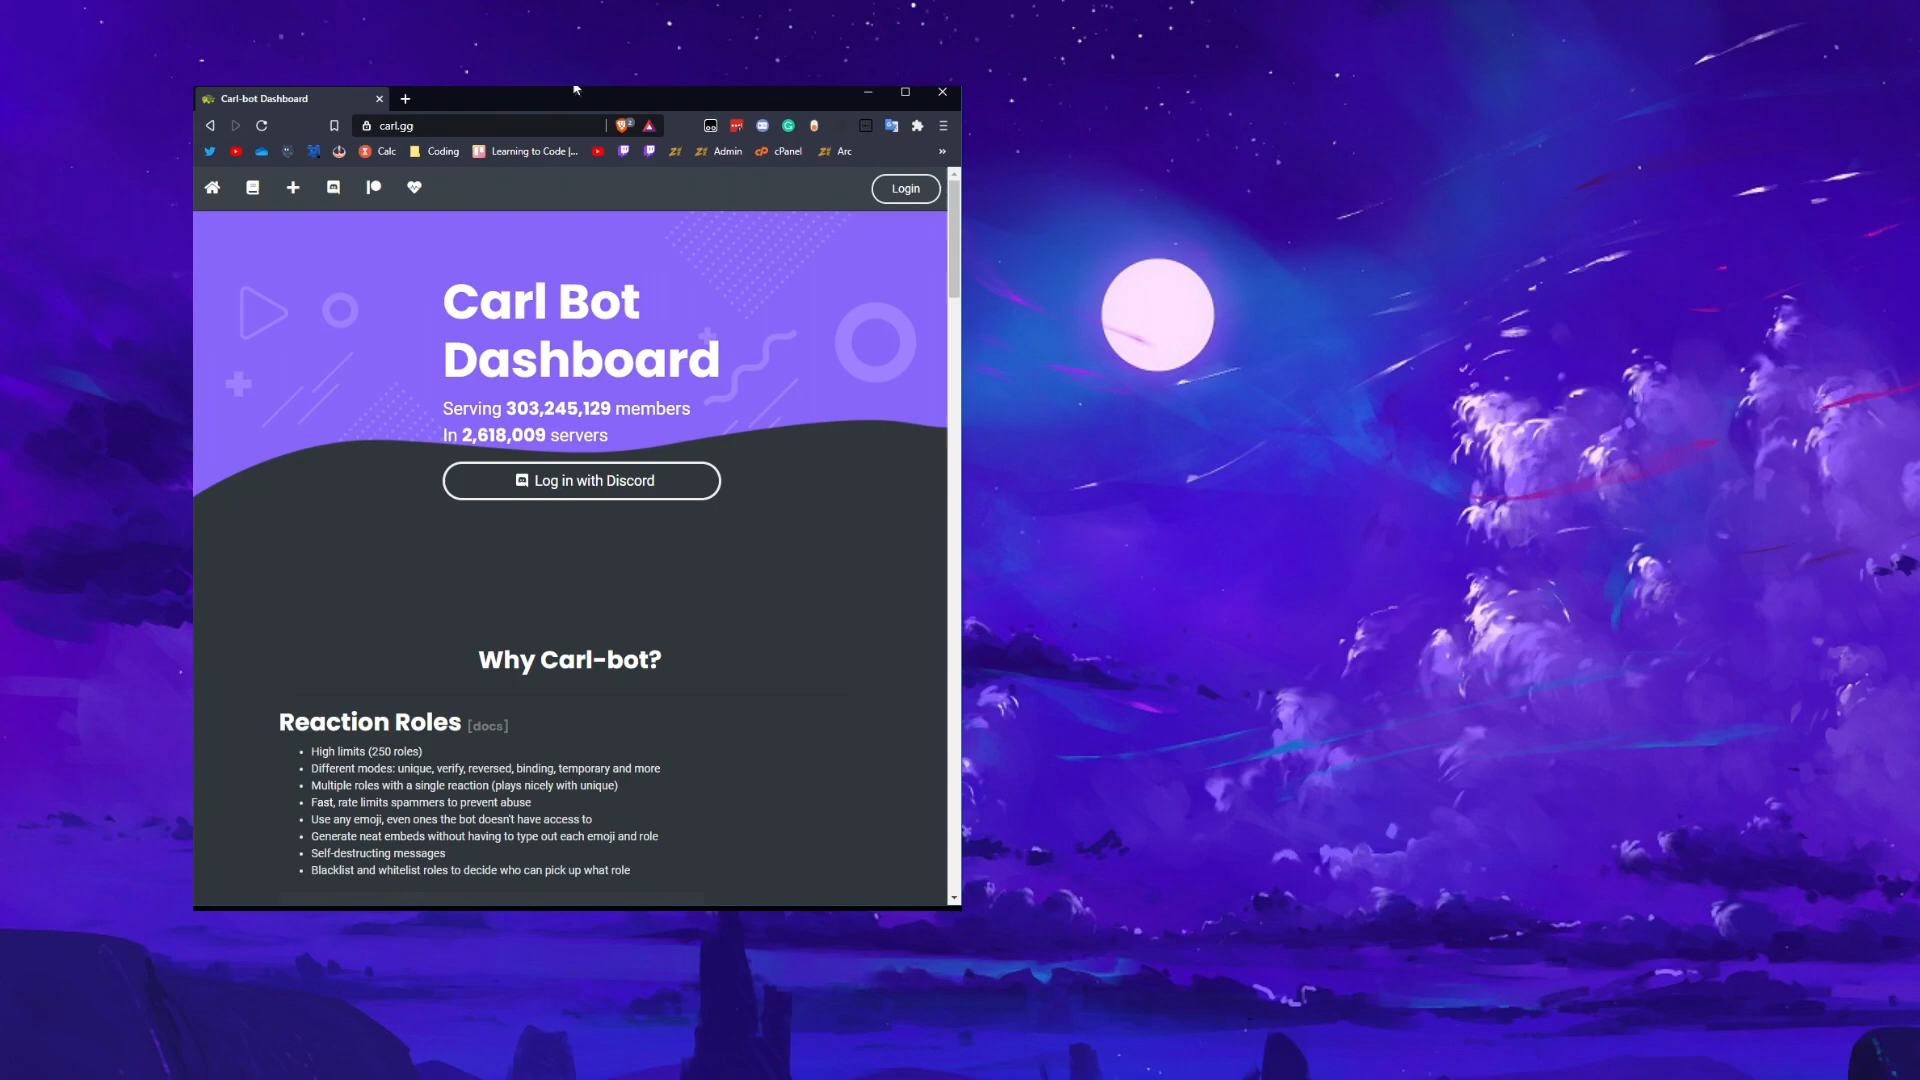 Carl-bot Dashboard
carl.gg
2
Calc
Coding
Learning to Code |...
Admin
cPanel
Arc
Login
Carl Bot
Dashboard
Serving 303,245,129 members
In 2,618,009 servers
Log in with Discord
Why Carl-bot?
Reaction Roles [docs]
High limits (250 roles)
Different modes: unique, verify, reversed, binding, temporary and more
Multiple roles with a single reaction (plays nicely with unique)
Fast, rate limits spammers to prevent abuse
Use any emoji, even ones the bot doesn't have access to
Generate neat embeds without having to type out each emoji and role
Self-destructing messages
Blacklist and whitelist roles to decide who can pick up what role